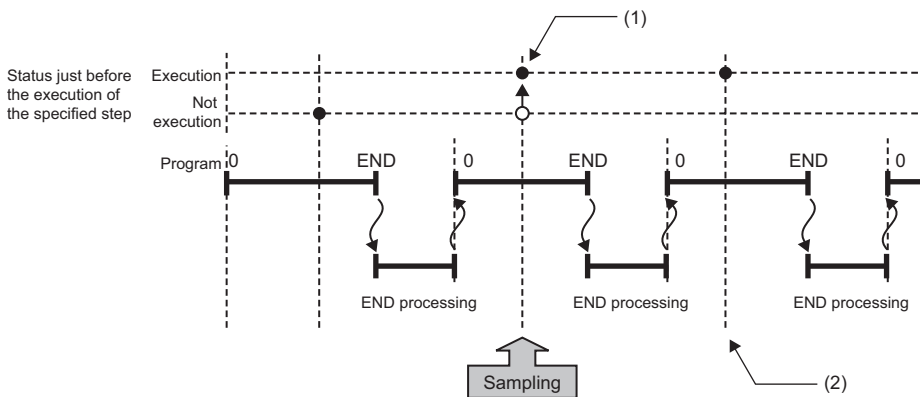 (1)
Status just before
the execution of
the specified step
Execution
Not
execution
Program
0
END
0
END
0
END
0
END processing
END processing
END processing
Sampling
(2)